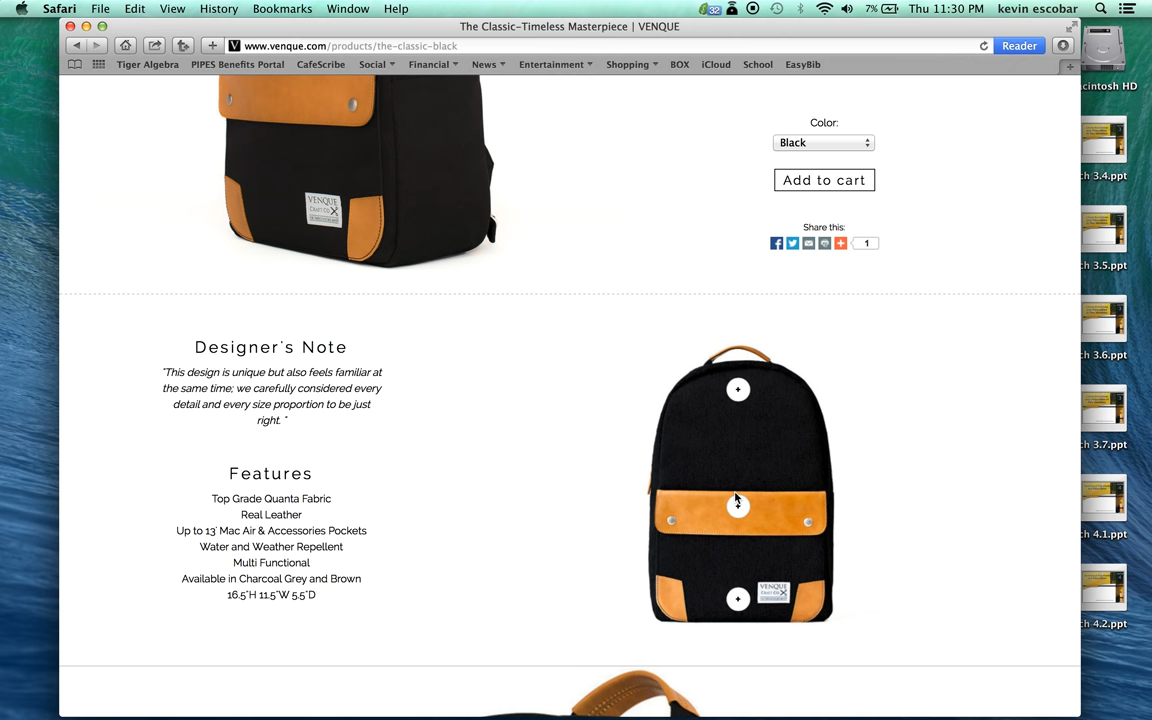 Safari File Edit View History Bookmarks Window Help 32 7% Thu 11:30 PM kevin escobar
The Classic-Timeless Masterpiece | VENQUE
V www.venque.com/products/the-classic-black Reader
Tiger Algebra PIPES Benefits Portal CafeScribe Social Financial News Entertainment Shopping BOX iCloud School EasyBib
Macintosh HD
Color:
Black
Add to cart
VENQUE
CRAFT CO
Share this:
1
ch 3.4.ppt
ch 3.5.ppt
Designer's Note
"This design is unique but also feels familiar at
the same time; we carefully considered every
detail and every size proportion to be just
right. "
ch 3.6.ppt
ch 3.7.ppt
Features
Top Grade Quanta Fabric
Real Leather
Up to 13' Mac Air & Accessories Pockets
Water and Weather Repellent
Multi Functional
Available in Charcoal Grey and Brown
16.5"H 11.5"W 5.5"D
VENQUE
CRAFT CO
ch 4.1.ppt
ch 4.2.ppt